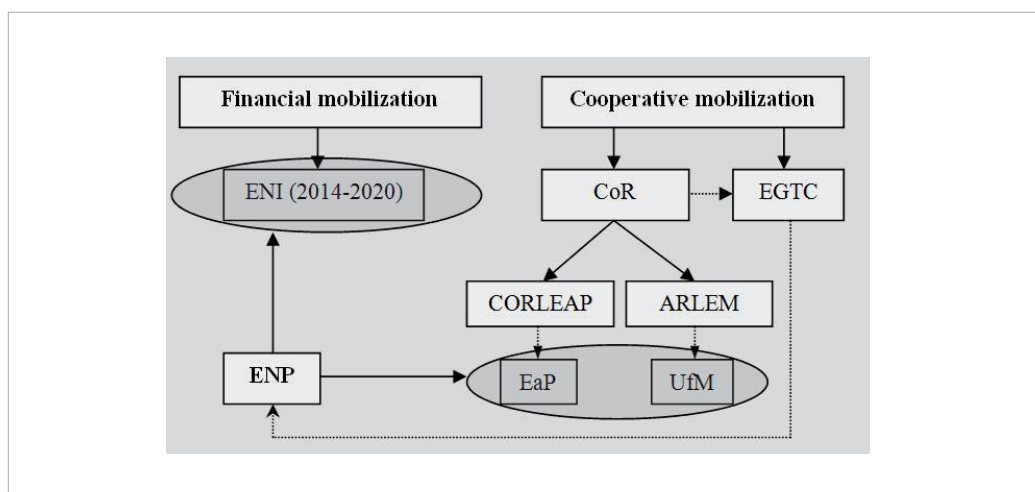 Financial mobilization
Cooperative mobilization
ENI (2014-2020)
CoR
EGTC
CORLEAP
ARLEM
ENP
EaP
UfM